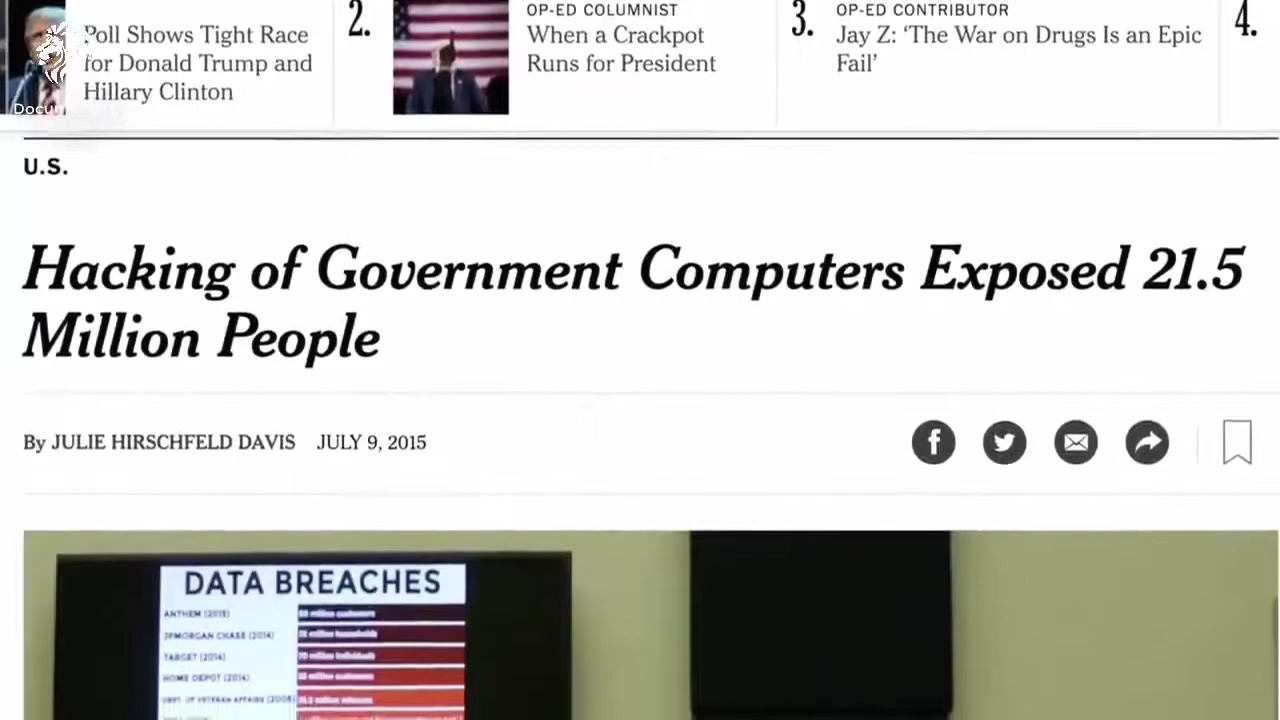 OP-ED COLUMNIST
OP-ED CONTRIBUTOR
Poll Shows Tight Race
for Donald Trump and
Hillary Clinton
2.
When a Crackpot
Runs for President
3.
Jay Z: ‘The War on Drugs Is an Epic
Fail’
4.
U.S.
Hacking of Government Computers Exposed 21.5
Million People
By JULIE HIRSCHFELD DAVIS JULY 9, 2015
DATA BREACHES
ANTHEM (2015)
JPMORGAN CHASE (2014)
TARGET (2014)
HOME DEPOT (2014)